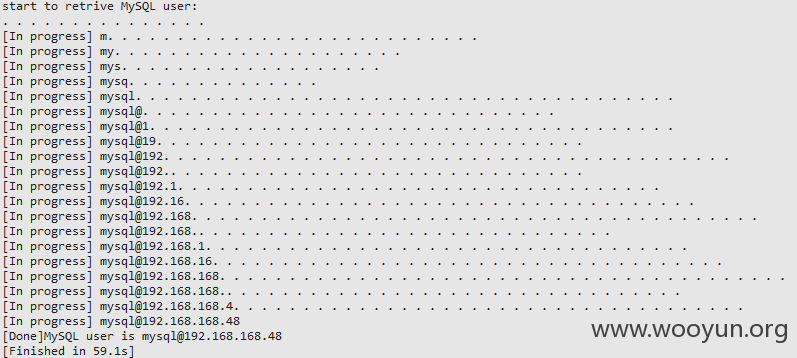 start to retrive MySQL user:
. . . . . . . . . . . . . . .
[In progress] m. . . . . . . . . . . . . . . . . . . . . . . . . . .
[In progress] my. . . . . . . . . . . . . . . . . . . . .
[In progress] mys. . . . . . . . . . . . . . . . . . .
[In progress] mysq. . . . . . . . . . . . . .
[In progress] mysql. . . . . . . . . . . . . . . . . . . . . . . . . . . . . . . . . . . . . . .
[In progress] mysql@. . . . . . . . . . . . . . . . . . . . . . . . . . . . . .
[In progress] mysql@1. . . . . . . . . . . . . . . . . . . . . . . . . . . . . . . . . . . . . .
[In progress] mysql@19. . . . . . . . . . . . . . . . . . . . . . . . . . . . . . .
[In progress] mysql@192. . . . . . . . . . . . . . . . . . . . . . . . . . . . . . . . . . . . . . . . .
[In progress] mysql@192.. . . . . . . . . . . . . . . . . . . . . . . . . . . . .
[In progress] mysql@192.1. . . . . . . . . . . . . . . . . . . . . . . . . . . . . . . . . . .
[In progress] mysql@192.16. . . . . . . . . . . . . . . . . . . . . . . . . . . . . . . . . . . . .
[In progress] mysql@192.168. . . . . . . . . . . . . . . . . . . . . . . . . . . . . . . . . . . . . . . . .
[In progress] mysql@192.168.. . . . . . . . . . . . . . . . . . . . . . . . . . . . . .
[In progress] mysql@192.168.1. . . . . . . . . . . . . . . . . . . . . . . . . . . . . . . . . . .
[In progress] mysql@192.168.16. . . . . . . . . . . . . . . . . . . . . . . . . . . . . . . . . . . . .
[In progress] mysql@192.168.168. . . . . . . . . . . . . . . . . . . . . . . . . . . . . . . . . . . . . . . . .
[In progress] mysql@192.168.168.. . . . . . . . . . . . . . . . . . . . . . . . . . . . . . . . .
[In progress] mysql@192.168.168.4. . . . . . . . . . . . . . . . . . . . . . . . . . . . . . . . . . . . .
[In progress] mysql@192.168.168.48
[Done]MySQL user is mysql@192.168.168.48
[Finished in 59.1s]
www.wooyun.org